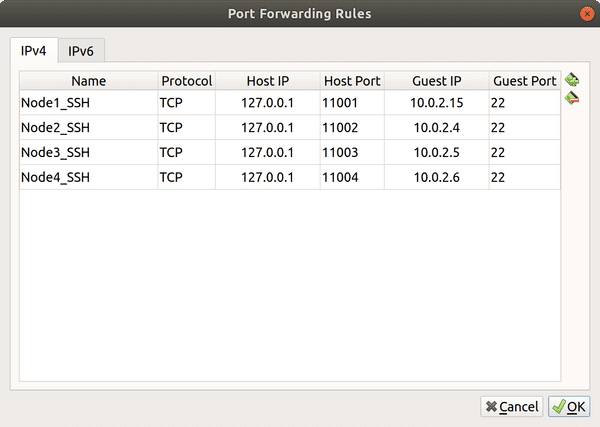 Port Forwarding Rules
IPv4 IPv6
Name Protocol Host IP Host Port Guest IP Guest Port
Node1_SSH TCP 127.0.0.1 11001 10.0.2.15 22
Node2_SSH TCP 127.0.0.1 11002 10.0.2.4 22
Node3_SSH TCP 127.0.0.1 11003 10.0.2.5 22
Node4_SSH TCP 127.0.0.1 11004 10.0.2.6 22
Cancel OK